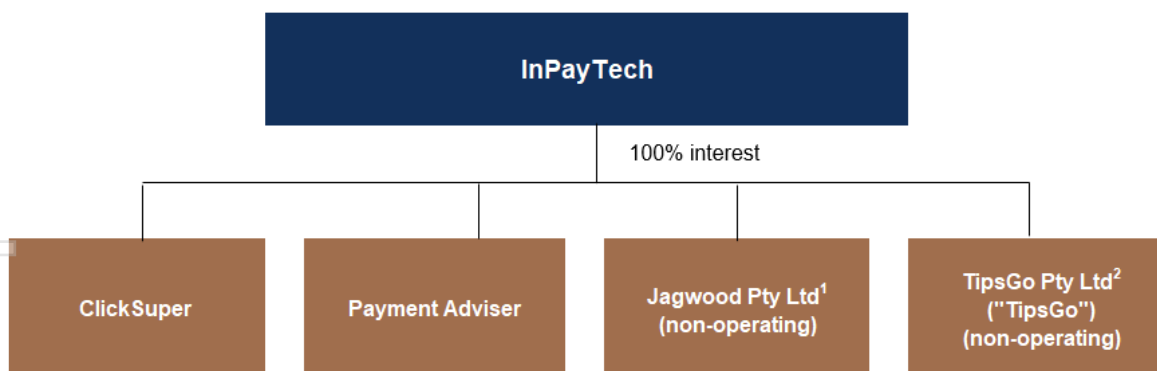 InPayTech
100% interest
ClickSuper
Payment Adviser
Jagwood Pty Ltd¹
(non-operating)
TipsGo Pty Ltd²
("TipsGo")
(non-operating)